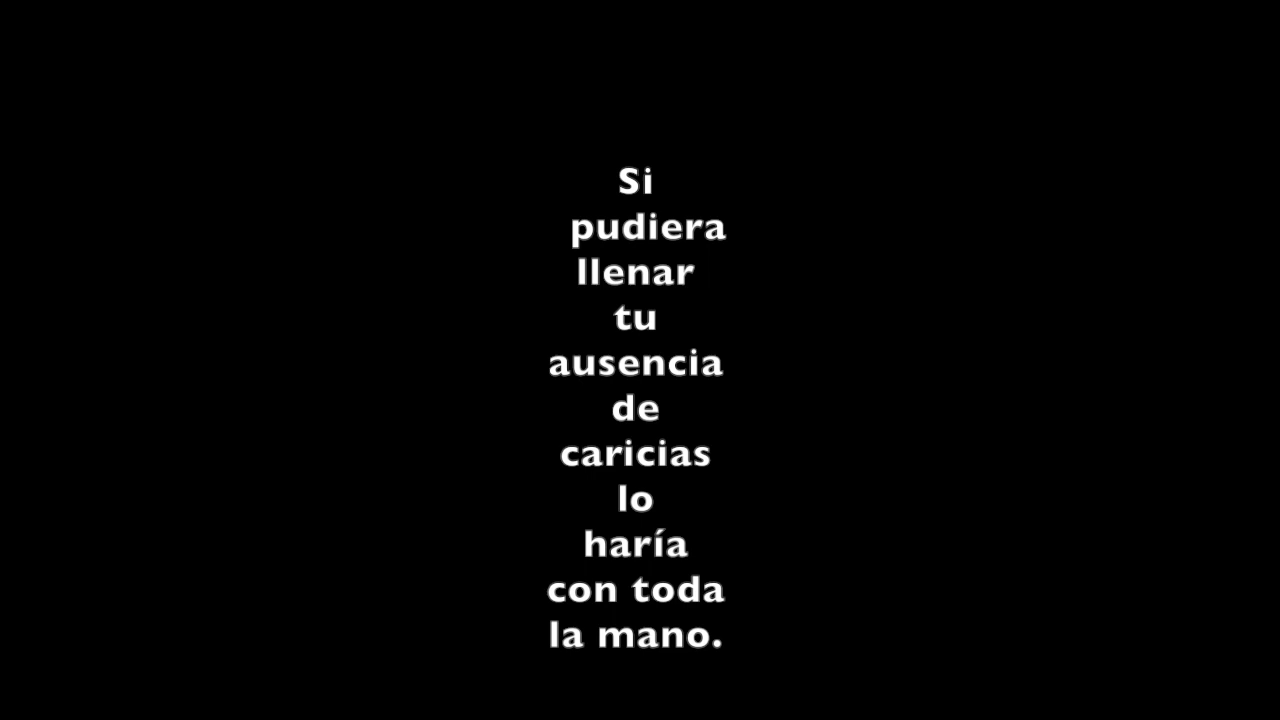 Si
pudiera
llenar
tu
ausencia
de
caricias
lo
haría
con toda
la mano.